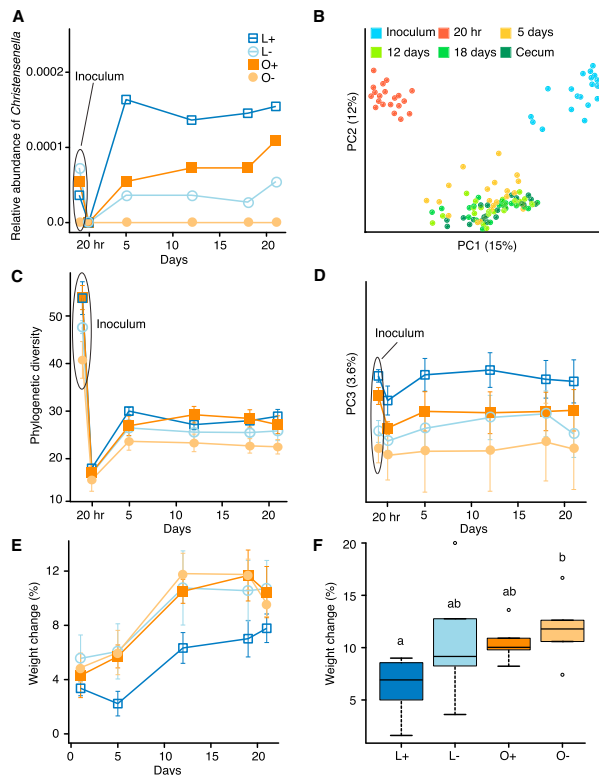 A
Relative abundance of Christensenella
0.0002
0.0001
0.0
Inoculum
L+
L-
O+
O-
20 hr 5 10 15 20
Days
B
Inoculum 20 hr 5 days
12 days 18 days Cecum
PC2 (12%)
PC1 (15%)
C
Phylogenetic diversity
50
40
30
20
10
Inoculum
20 hr 5 10 15 20
Days
D
PC3 (3.6%)
Inoculum
20 hr 5 10 15 20
Days
E
Weight change (%)
12
8
4
0
0 5 10 15 20
Days
F
Weight change (%)
20
15
10
5
a
ab
ab
b
L+ L- O+ O-